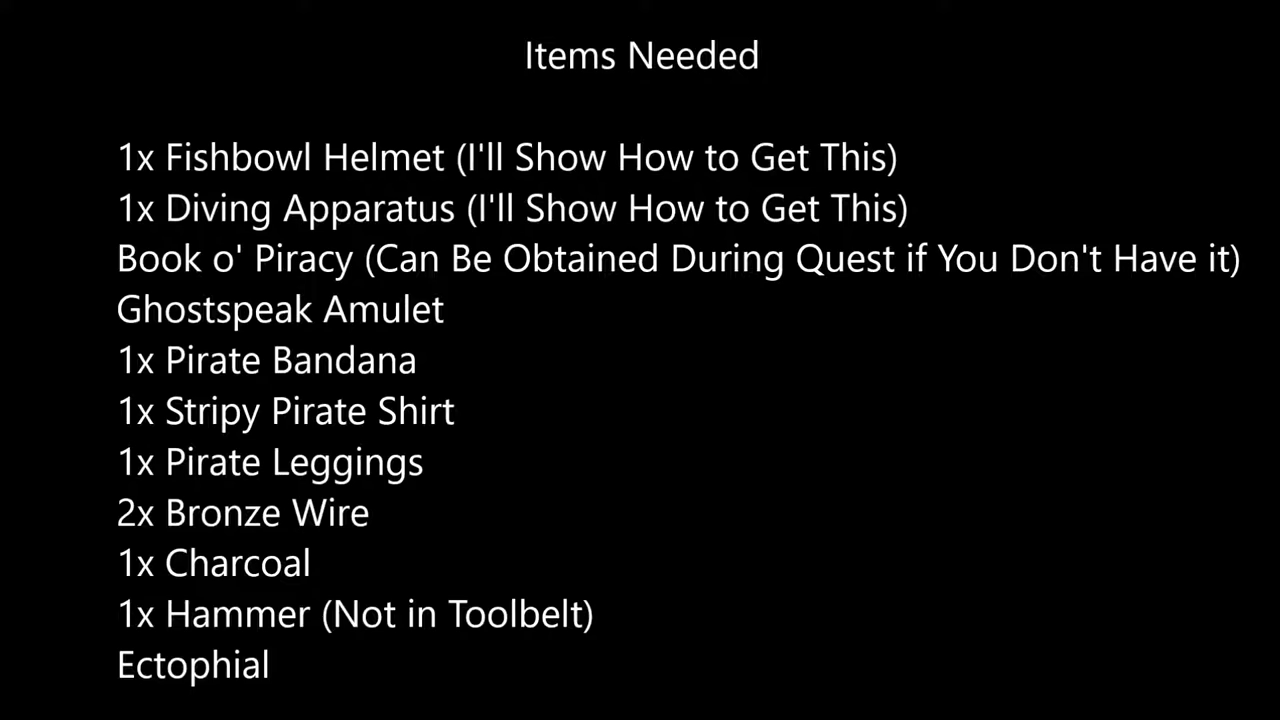 Items Needed
1x Fishbowl Helmet (I'll Show How to Get This)
1x Diving Apparatus (I'll Show How to Get This)
Book o' Piracy (Can Be Obtained During Quest if You Don't Have it)
Ghostspeak Amulet
1x Pirate Bandana
1x Stripy Pirate Shirt
1x Pirate Leggings
2x Bronze Wire
1x Charcoal
1x Hammer (Not in Toolbelt)
Ectophial